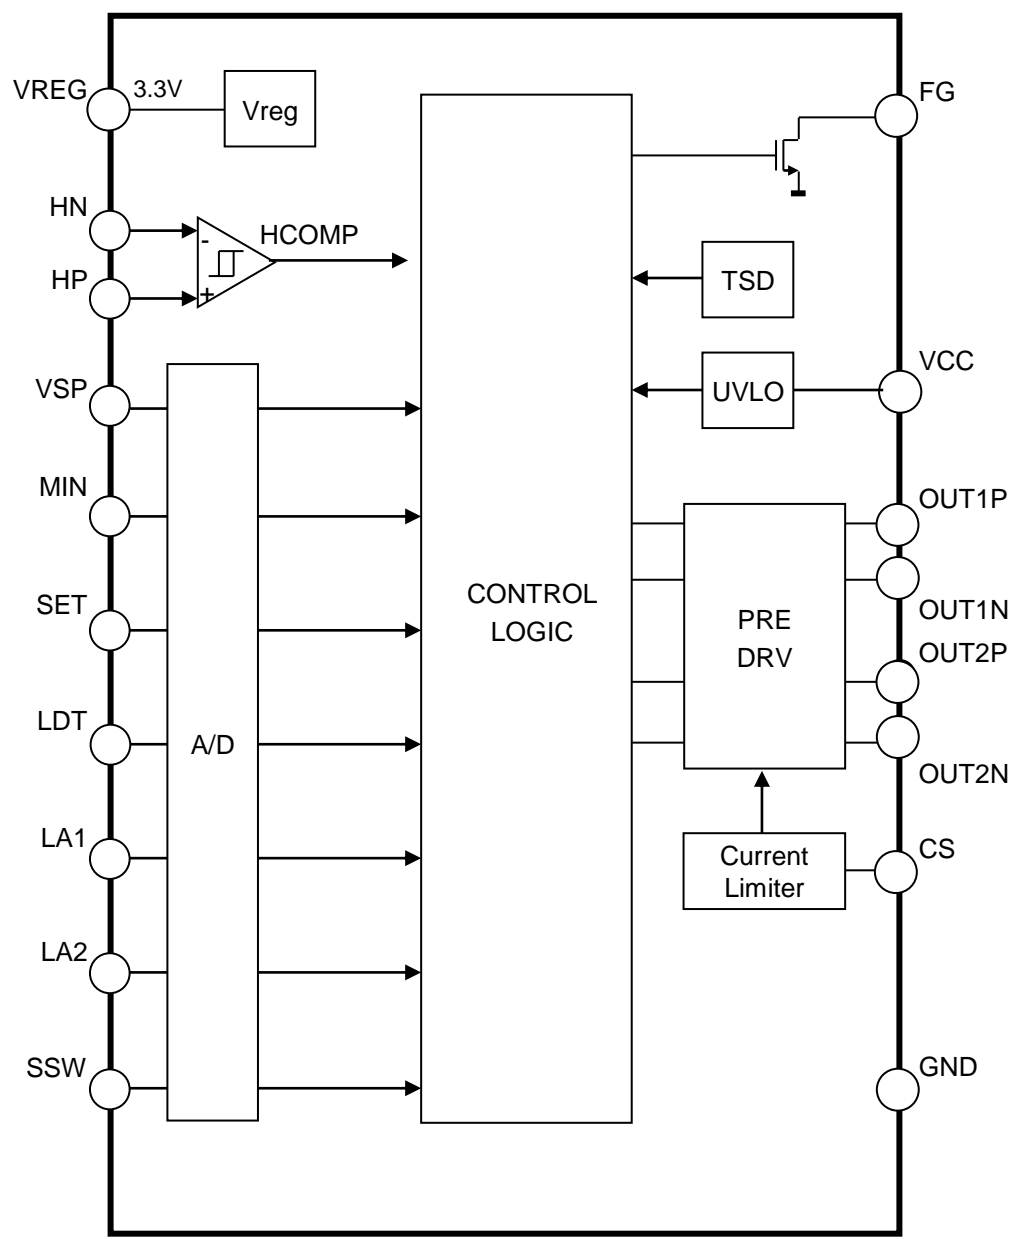 VREG
3.3V
Vreg
FG
HN
HCOMP
-
HP
+
TSD
VSP
UVLO
VCC
MIN
OUT1P
SET
CONTROL
LOGIC
PRE
DRV
OUT1N
OUT2P
LDT
A/D
OUT2N
LA1
Current
Limiter
CS
LA2
SSW
GND